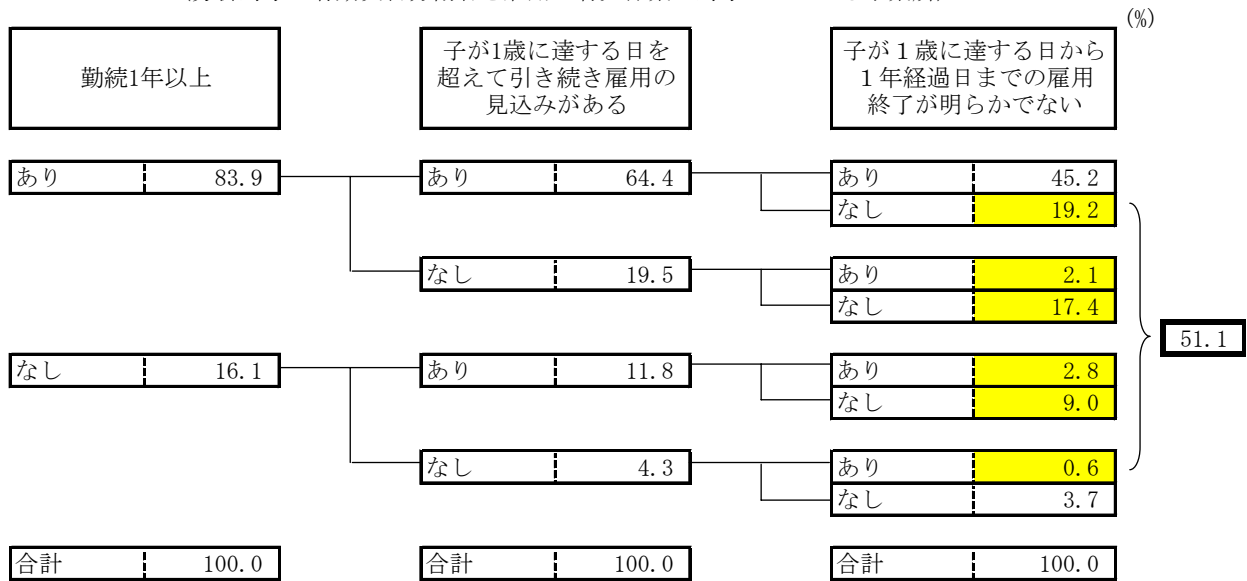 (%)
勤続1年以上
子が1歳に達する日を
超えて引き続き雇用の
見込みがある
子が１歳に達する日から
１年経過日までの雇用
終了が明らかでない
あり 83.9
あり 64.4
あり 45.2
なし 19.2
なし 19.5
あり 2.1
なし 17.4
51.1
なし 16.1
あり 11.8
あり 2.8
なし 9.0
なし 4.3
あり 0.6
なし 3.7
合計 100.0
合計 100.0
合計 100.0